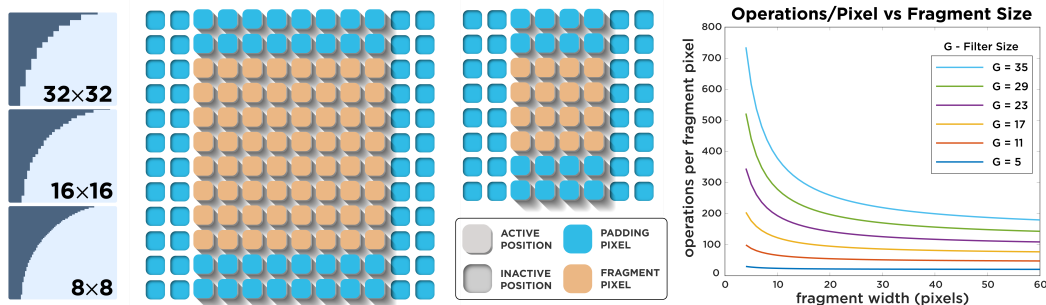 32×32
16×16
8×8
ACTIVE
POSITION
PADDING
PIXEL
INACTIVE
POSITION
FRAGMENT
PIXEL
Operations/Pixel vs Fragment Size
operations per fragment pixel
800
700
600
500
400
300
200
100
0
G - Filter Size
G = 35
G = 29
G = 23
G = 17
G = 11
G = 5
0 10 20 30 40 50 60
fragment width (pixels)